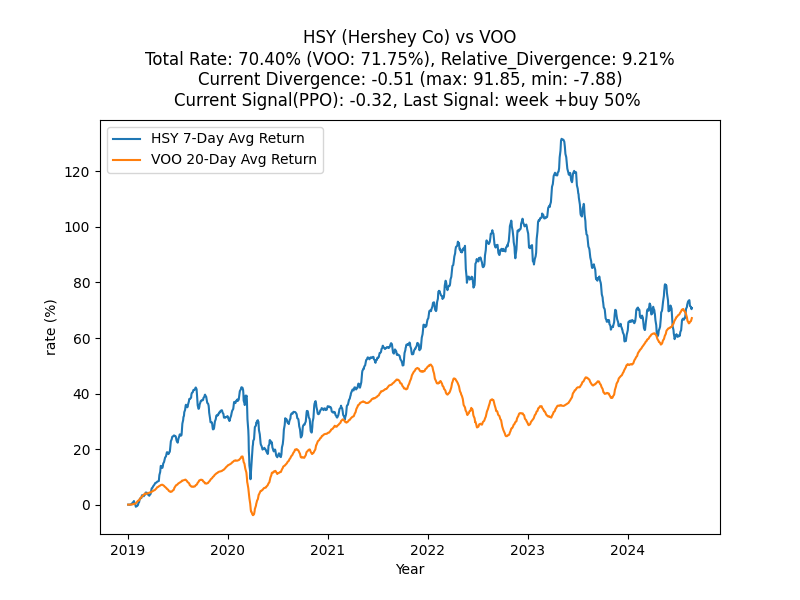 HSY (Hershey Co) vs VOO
Total Rate: 70.40% (VOO: 71.75%), Relative_Divergence: 9.21%
Current Divergence: -0.51 (max: 91.85, min: -7.88)
Current Signal(PPO): -0.32, Last Signal: week +buy 50%
HSY 7-Day Avg Return
VOO 20-Day Avg Return
rate (%)
120
100
80
60
40
20
0
2019
2020
2021
2022
2023
2024
Year